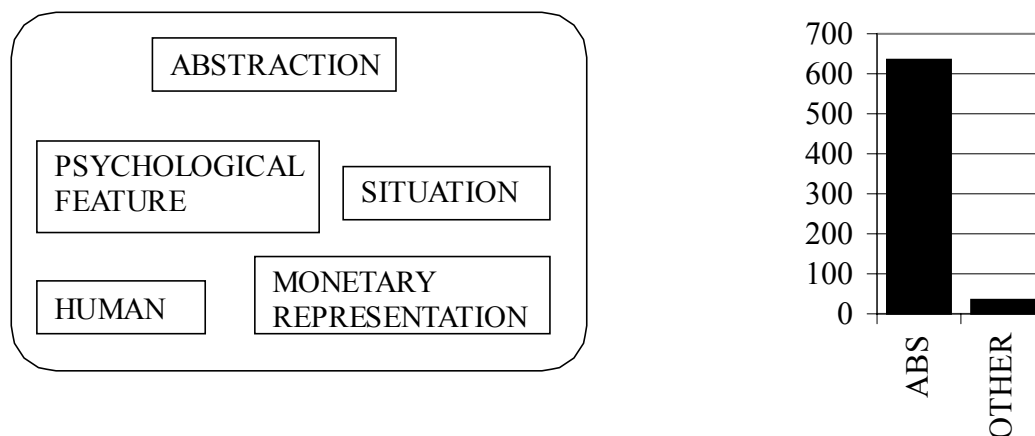 ABSTRACTION
PSYCHOLOGICAL
FEATURE
SITUATION
HUMAN
MONETARY
REPRESENTATION
700
600
500
400
300
200
100
0
ABS
OTHER